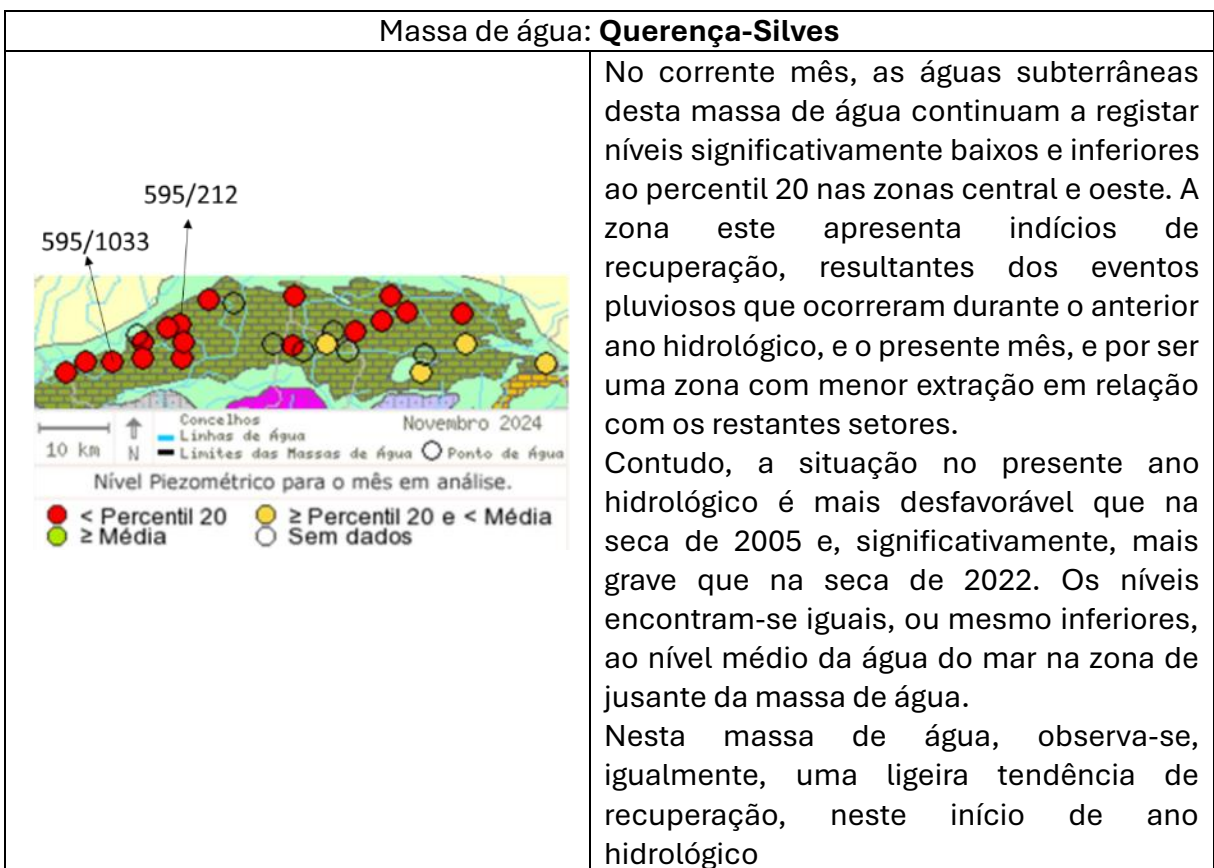 Massa de água: Querença-Silves
595/212
595/1033
Concelhos
Novembro 2024
Linhas de Água
10 km
N
Limites das Massas de Água
Ponto de Água
Nível Piezométrico para o mês em análise.
< Percentil 20
≥ Percentil 20 e < Média
≥ Média
Sem dados
No corrente mês, as águas subterrâneas
desta massa de água continuam a registar
níveis significativamente baixos e inferiores
ao percentil 20 nas zonas central e oeste. A
zona este apresenta indícios de
recuperação, resultantes dos eventos
pluviosos que ocorreram durante o anterior
ano hidrológico, e o presente mês, e por ser
uma zona com menor extração em relação
com os restantes setores.
Contudo, a situação no presente ano
hidrológico é mais desfavorável que na
seca de 2005 e, significativamente, mais
grave que na seca de 2022. Os níveis
encontram-se iguais, ou mesmo inferiores,
ao nível médio da água do mar na zona de
jusante da massa de água.
Nesta massa de água, observa-se,
igualmente, uma ligeira tendência de
recuperação, neste início de ano
hidrológico